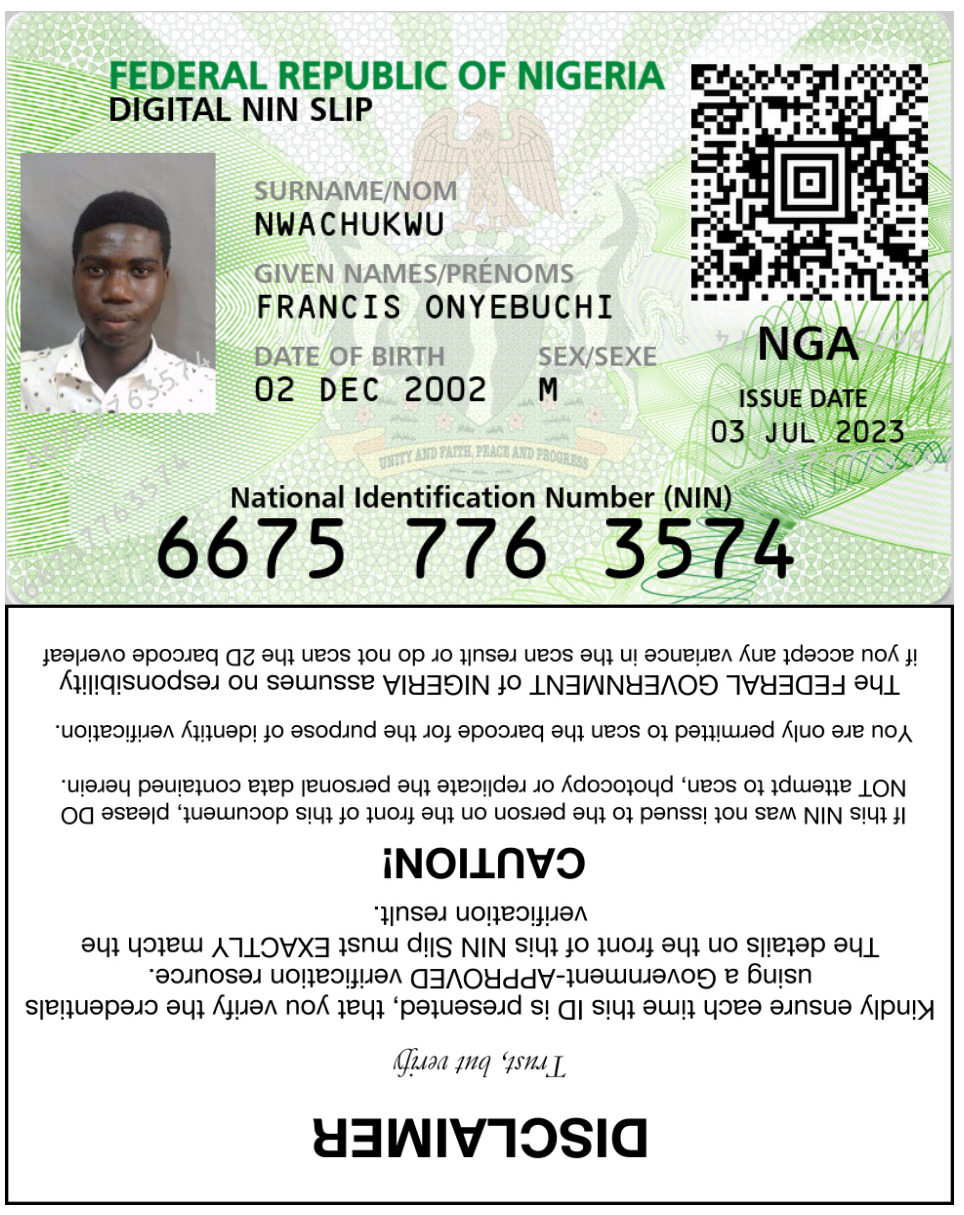 FEDERAL REPUBLIC OF NIGERIA
DIGITAL NIN SLIP
SURNAME/NOM
NWACHUKWU
GIVEN NAMES/PRÉNOMS
FRANCIS ONYEBUCHI
DATE OF BIRTH SEX/SEXE
02 DEC 2002 M
NGA
ISSUE DATE
03 JUL 2023
UNITY AND FAITH, PEACE AND PROGRESS
National Identification Number (NIN)
6675 776 3574
DISCLAIMER
Trust, but verify
Kindly ensure each time this ID is presented, that you verify the credentials
using a Government-APPROVED verification resource.
The details on the front of this NIN Slip must EXACTLY match the
verification result.
CAUTION!
If this NIN was not issued to the person on the front of this document, please DO
NOT attempt to scan, photocopy or replicate the personal data contained herein.
You are only permitted to scan the barcode for the purpose of identity verification.
The FEDERAL GOVERNMENT of NIGERIA assumes no responsibility
if you accept any variance in the scan result or do not scan the 2D barcode overleaf